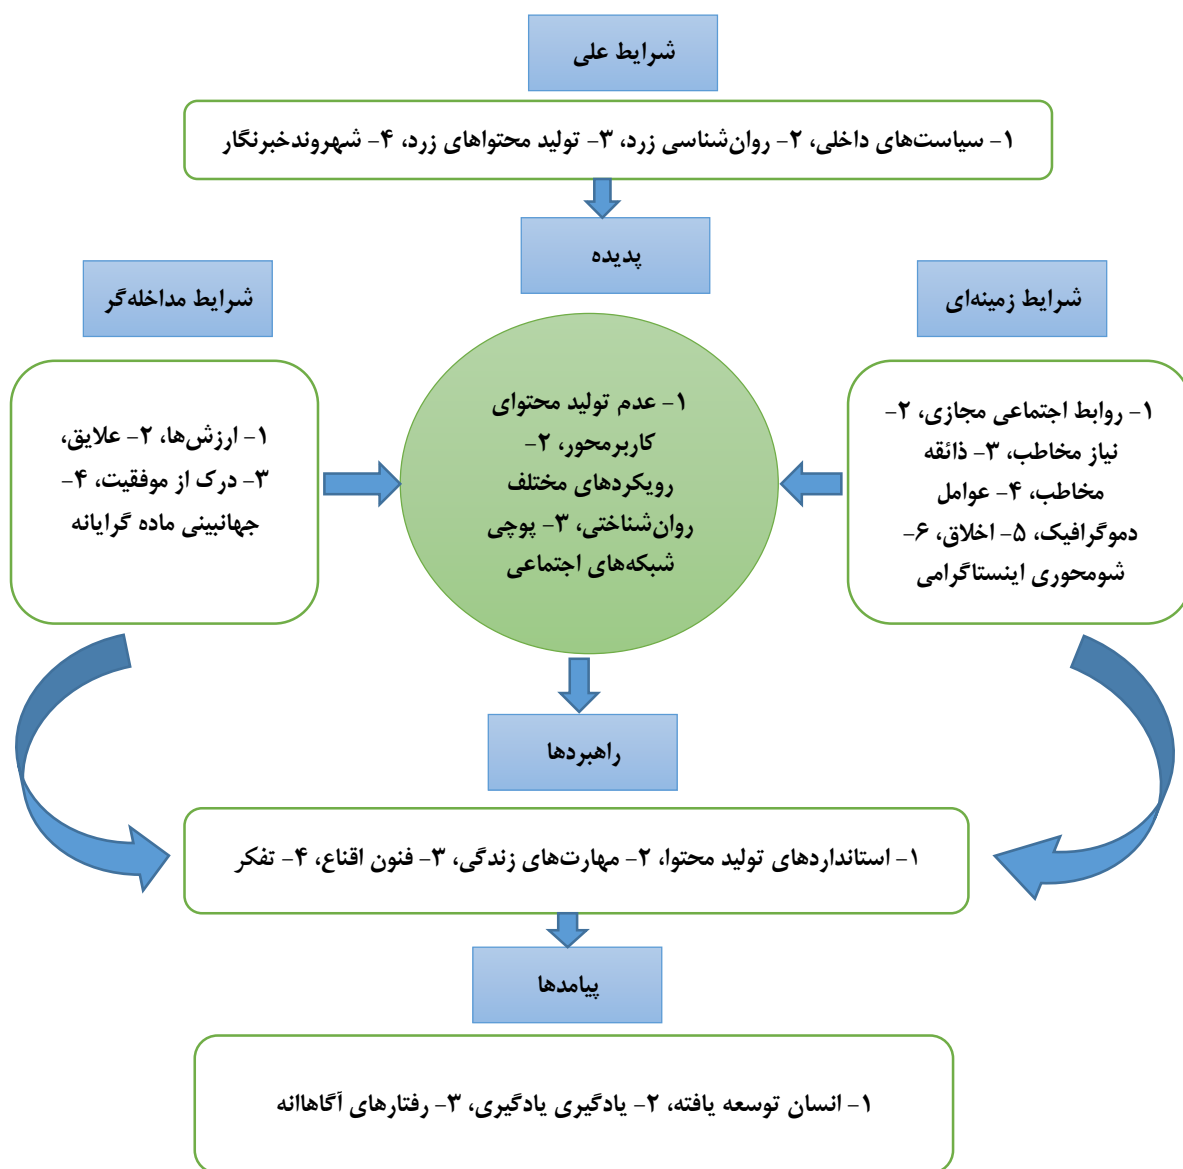 شرایط علی
۱- سیاست‌های داخلی، ۲- روان‌شناسی زرد، ۳- تولید محتواهای زرد، ۴- شهروندخبرنگار
پدیده
شرایط زمینه‌ای
۱- روابط اجتماعی مجازی، ۲-
نیاز مخاطب، ۳- ذائقه
مخاطب، ۴- عوامل
دموگرافیک، ۵- اخلاق، ۶-
شومحوری اینستاگرامی
۱- عدم تولید محتوای
کاربرمحور، ۲-
رویکردهای مختلف
روان‌شناختی، ۳- پوچی
شبکه‌های اجتماعی
شرایط مداخله‌گر
۱- ارزش‌ها، ۲- علایق،
۳- درک از موفقیت، ۴-
جهانبینی ماده گرایانه
راهبردها
۱- استانداردهای تولید محتوا، ۲- مهارت‌های زندگی، ۳- فنون اقناع، ۴- تفکر
پیامدها
۱- انسان توسعه یافته، ۲- یادگیری یادگیری، ۳- رفتارهای آگاهاانه